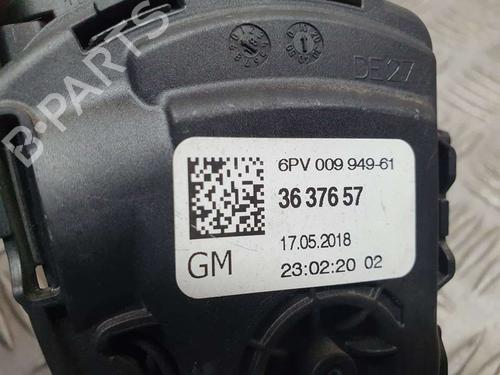 B-PARTS
DE27
6PV 009 949-61
36 376 57
17.05.2018
GM
23:02:20 02